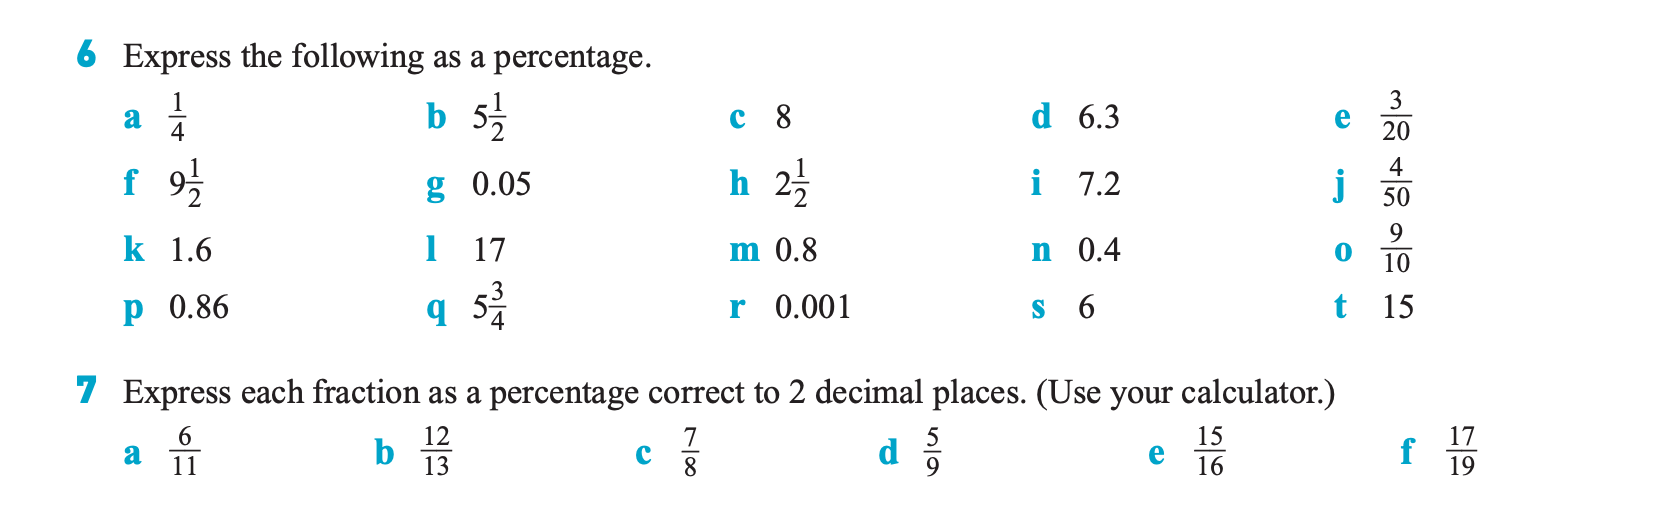 6 Express the following as a percentage.
a 1/4 b 5 1/2 c 8 d 6.3 e 3/20
f 9 1/2 g 0.05 h 2 1/2 i 7.2 j 4/50
k 1.6 l 17 m 0.8 n 0.4 o 9/10
p 0.86 q 5 3/4 r 0.001 s 6 t 15
7 Express each fraction as a percentage correct to 2 decimal places. (Use your calculator.)
a 6/11 b 12/13 c 7/8 d 5/9 e 15/16 f 17/19